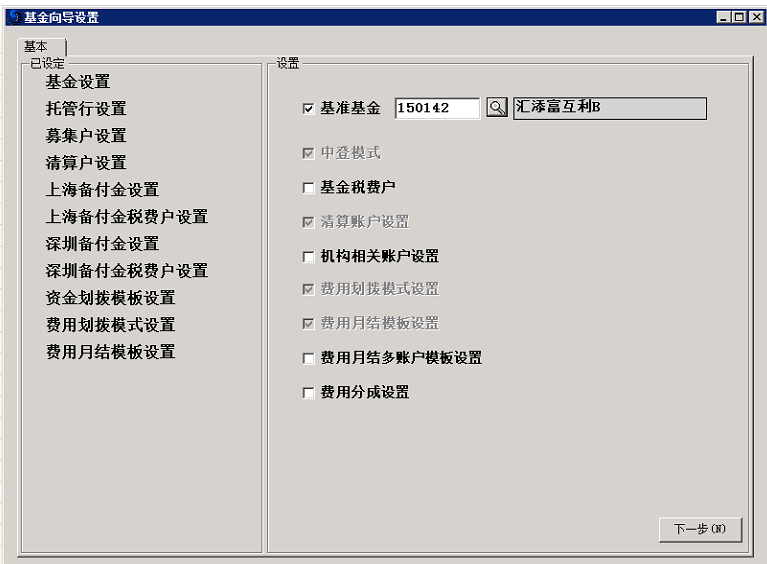 基金向导设置
基本
已设定
基金设置
托管行设置
募集户设置
清算户设置
上海备付金设置
上海备付金税费户设置
深圳备付金设置
深圳备付金税费户设置
资金划拨模板设置
费用划拨模式设置
费用月结模板设置
设置
基准基金 150142 汇添富互利B
中登模式
基金税费户
清算账户设置
机构相关账户设置
费用划拨模式设置
费用月结模板设置
费用月结多账户模板设置
费用分成设置
下一步(N)